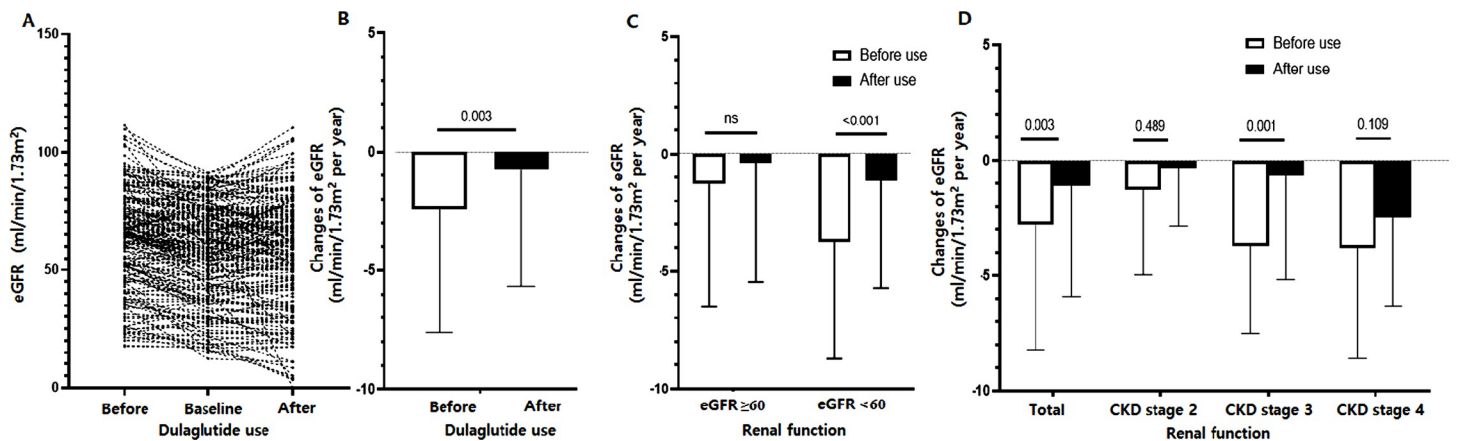 A
eGFR (ml/min/1.73m²)
150
100
50
0
Before
Baseline
After
Dulaglutide use
B
Changes of eGFR
(ml/min/1.73m² per year)
5
0
-5
-10
0.003
Before
After
Dulaglutide use
C
Changes of eGFR
(ml/min/1.73m² per year)
5
0
-5
-10
Before use
After use
ns
<0.001
eGFR ≥60
eGFR <60
Renal function
D
Changes of eGFR
(ml/min/1.73m² per year)
5
0
-5
-10
Before use
After use
0.003
0.489
0.001
0.109
Total
CKD stage 2
CKD stage 3
CKD stage 4
Renal function